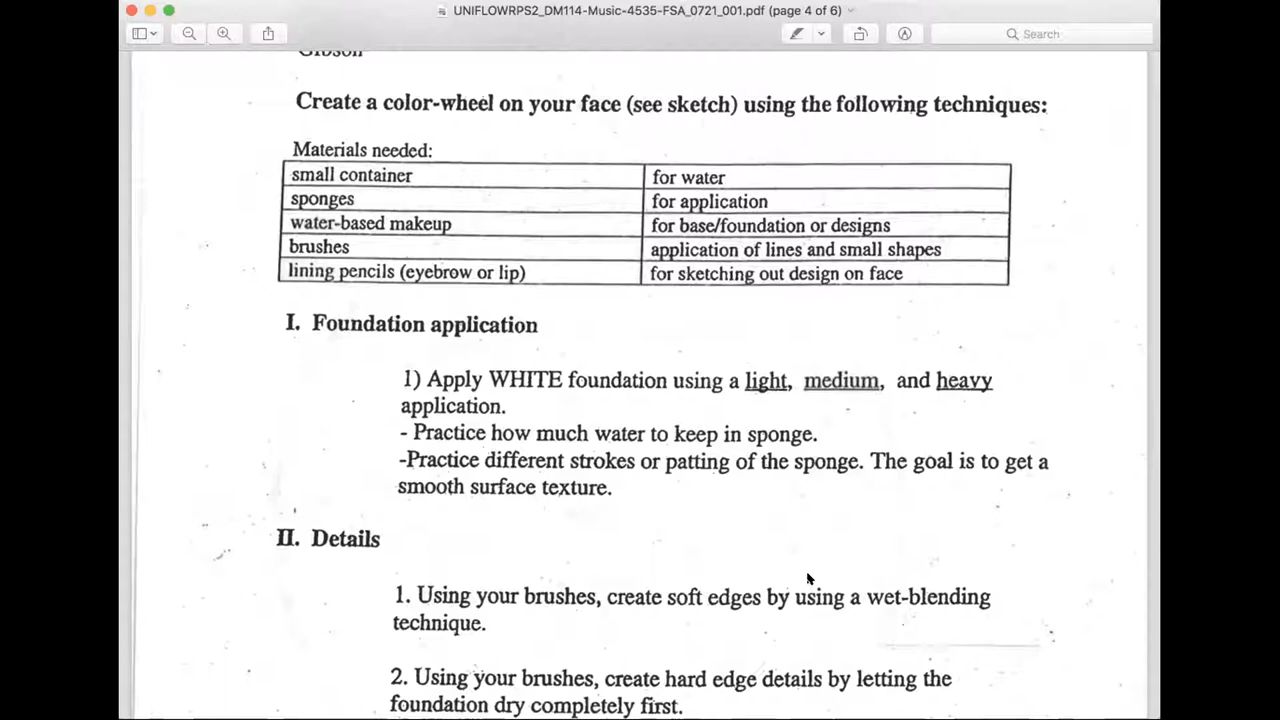 UNIFLOWRPS2_DM114-Music-4535-FSA_0721_001.pdf (page 4 of 6)
Search
Gibson
Create a color-wheel on your face (see sketch) using the following techniques:
Materials needed:
small container for water
sponges for application
water-based makeup for base/foundation or designs
brushes application of lines and small shapes
lining pencils (eyebrow or lip) for sketching out design on face
I. Foundation application
1) Apply WHITE foundation using a light, medium, and heavy
application.
- Practice how much water to keep in sponge.
-Practice different strokes or patting of the sponge. The goal is to get a
smooth surface texture.
II. Details
1. Using your brushes, create soft edges by using a wet-blending
technique.
2. Using your brushes, create hard edge details by letting the
foundation dry completely first.